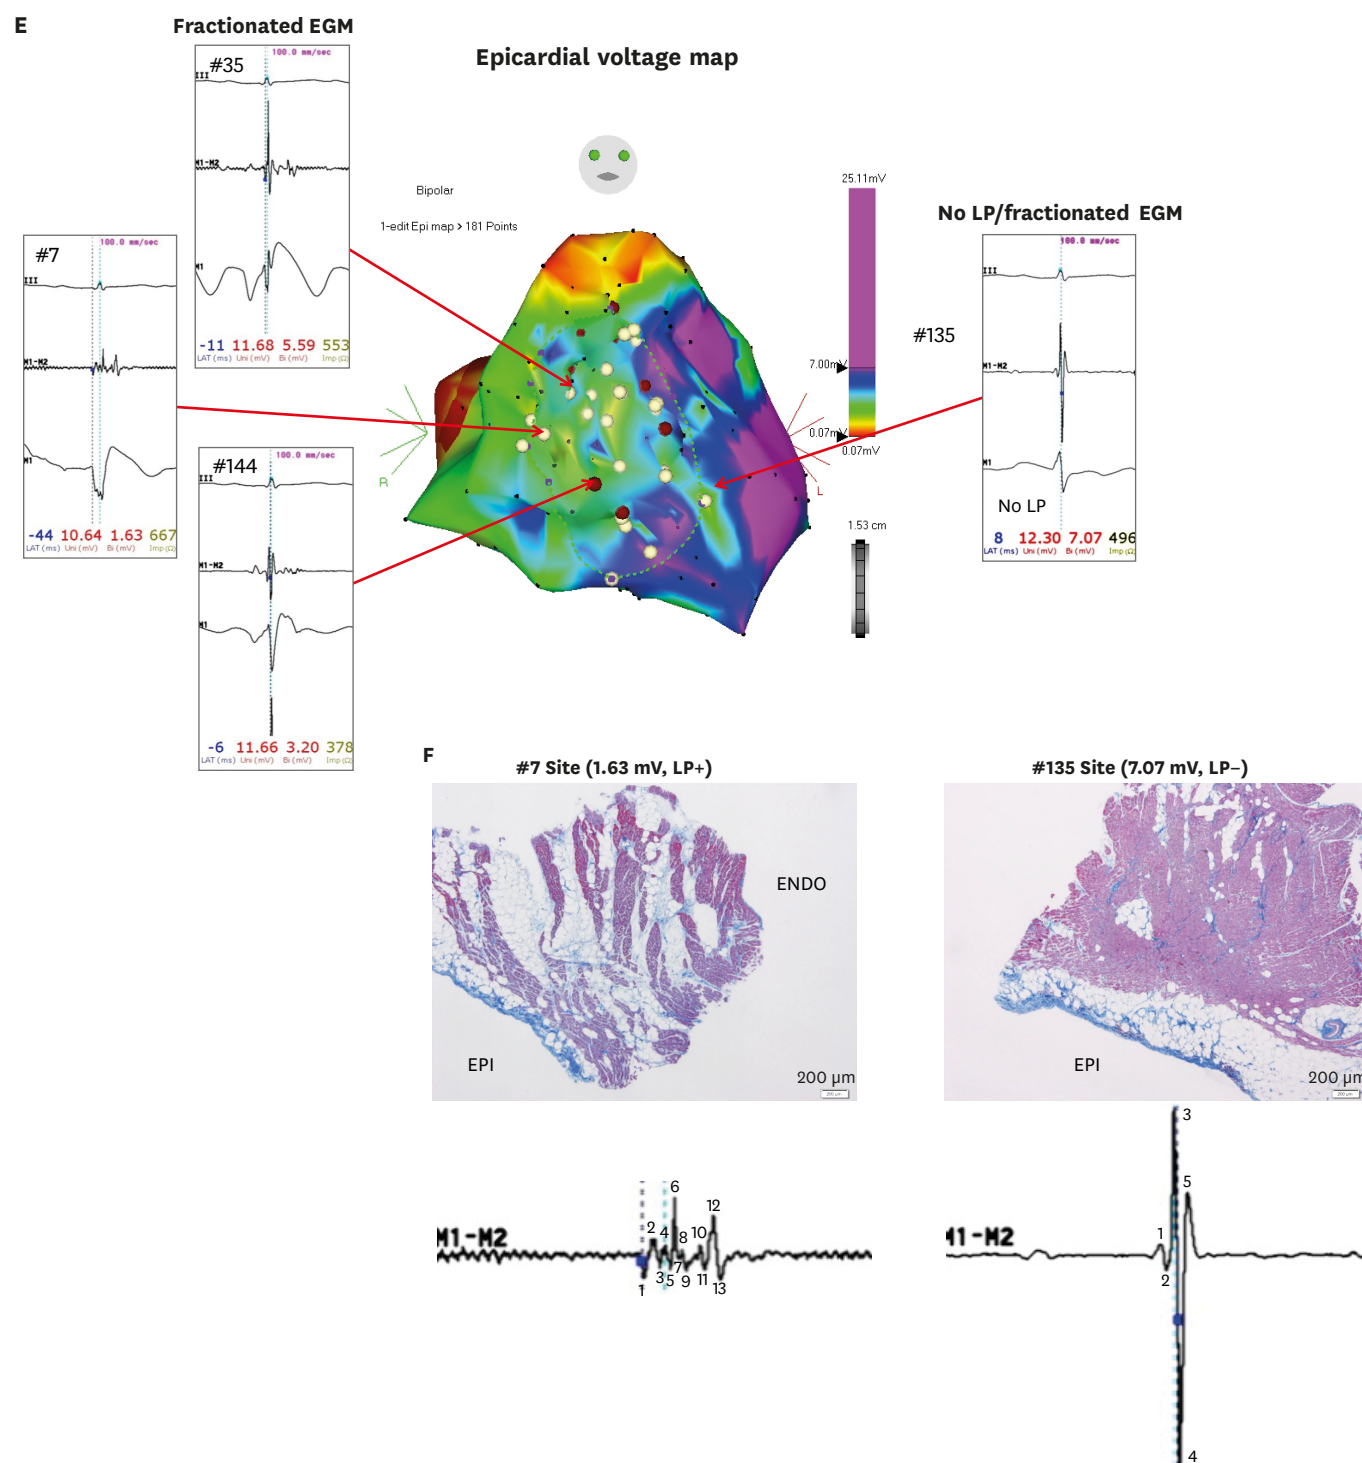 E
Fractionated EGM
Epicardial voltage map
100.0 mm/sec
#35
III
M1-M2
M1
-11 11.68 5.59 553
LAT (ms) Uni (mV) Bi (mV) Imp (Ω)
100.0 mm/sec
#7
III
M1-M2
M1
-44 10.64 1.63 667
LAT (ms) Uni (mV) Bi (mV) Imp (Ω)
100.0 mm/sec
#144
III
M1-M2
M1
-6 11.66 3.20 378
LAT (ms) Uni (mV) Bi (mV) Imp (Ω)
Bipolar
1-edit Epi map > 181 Points
R
L
25.11mV
7.00mV
0.07mV
0.07mV
1.53 cm
No LP/fractionated EGM
#135
100.0 mm/sec
III
M1-M2
M1
No LP
8 12.30 7.07 496
LAT (ms) Uni (mV) Bi (mV) Imp (Ω)
F
#7 Site (1.63 mV, LP+)
ENDO
EPI
200 µm
200 µm
#135 Site (7.07 mV, LP−)
EPI
200 µm
200 µm
M1-M2
1
2
3
4
5
6
7
8
9
10
11
12
13
M1-M2
1
2
3
4
5